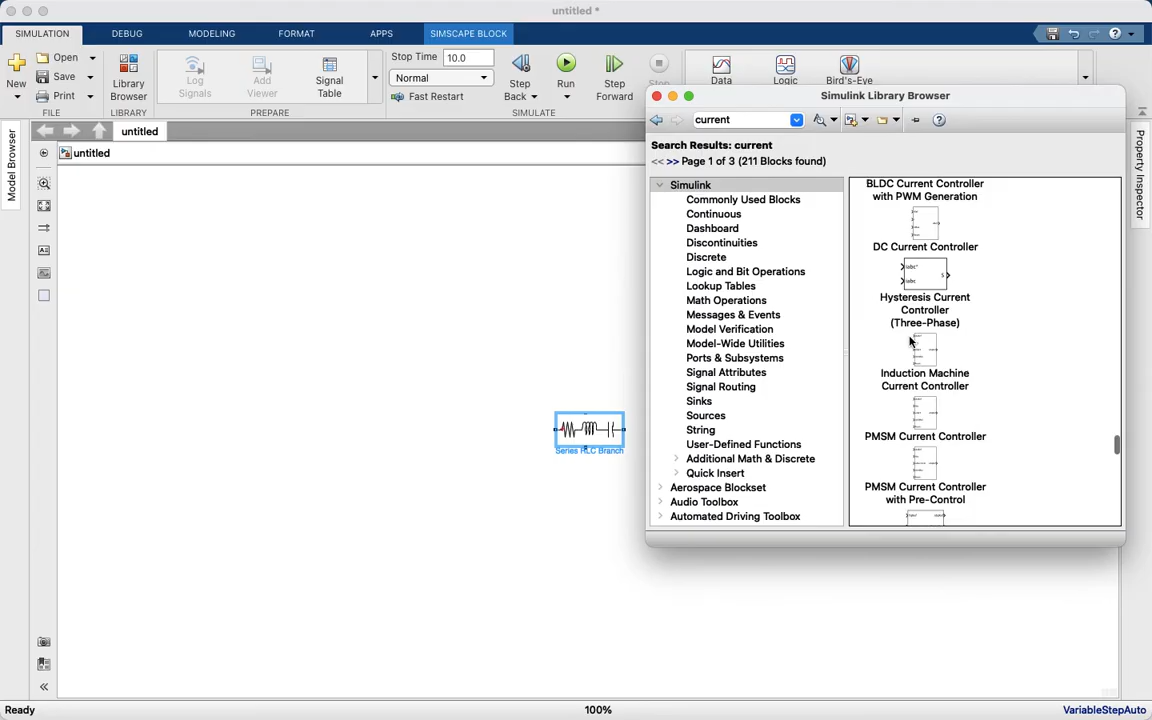 untitled *
SIMULATION DEBUG MODELING FORMAT APPS SIMSCAPE BLOCK
New
Open
Save
Print
FILE
Library
Browser
LIBRARY
Log
Signals
Add
Viewer
Signal
Table
PREPARE
Stop Time 10.0
Normal
Fast Restart
Step
Back
Run
Step
Forward
Stop
SIMULATE
Data
Logic
Bird's-Eye
untitled
untitled
Model Browser
Property Inspector
Series RLC Branch
Simulink Library Browser
current
Search Results: current
<< >> Page 1 of 3 (211 Blocks found)
Simulink
Commonly Used Blocks
Continuous
Dashboard
Discontinuities
Discrete
Logic and Bit Operations
Lookup Tables
Math Operations
Messages & Events
Model Verification
Model-Wide Utilities
Ports & Subsystems
Signal Attributes
Signal Routing
Sinks
Sources
String
User-Defined Functions
Additional Math & Discrete
Quick Insert
Aerospace Blockset
Audio Toolbox
Automated Driving Toolbox
BLDC Current Controller
with PWM Generation
DC Current Controller
Iabc*
Iabc
S
Hysteresis Current
Controller
(Three-Phase)
Induction Machine
Current Controller
PMSM Current Controller
PMSM Current Controller
with Pre-Control
Ready
100%
VariableStepAuto